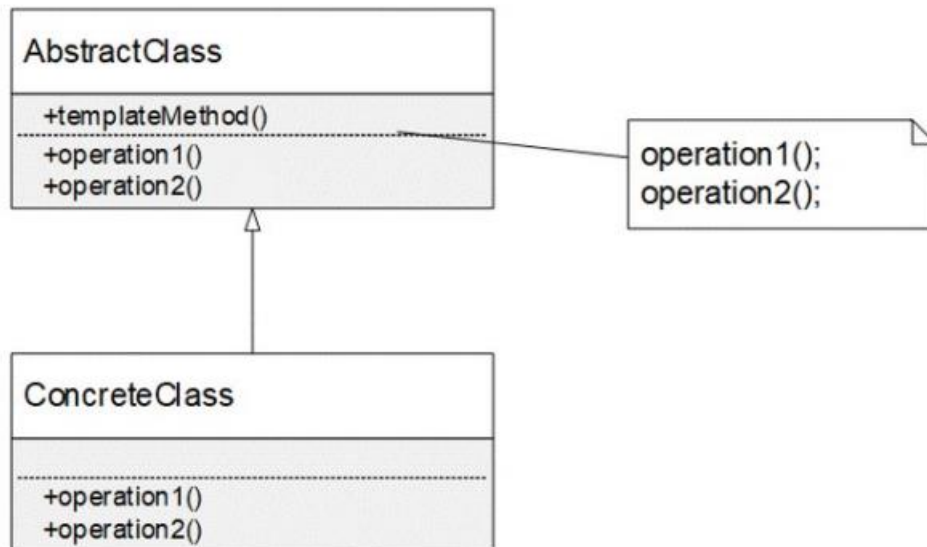 AbstractClass
+templateMethod()
+operation1()
+operation2()
operation1();
operation2();
ConcreteClass
+operation1()
+operation2()